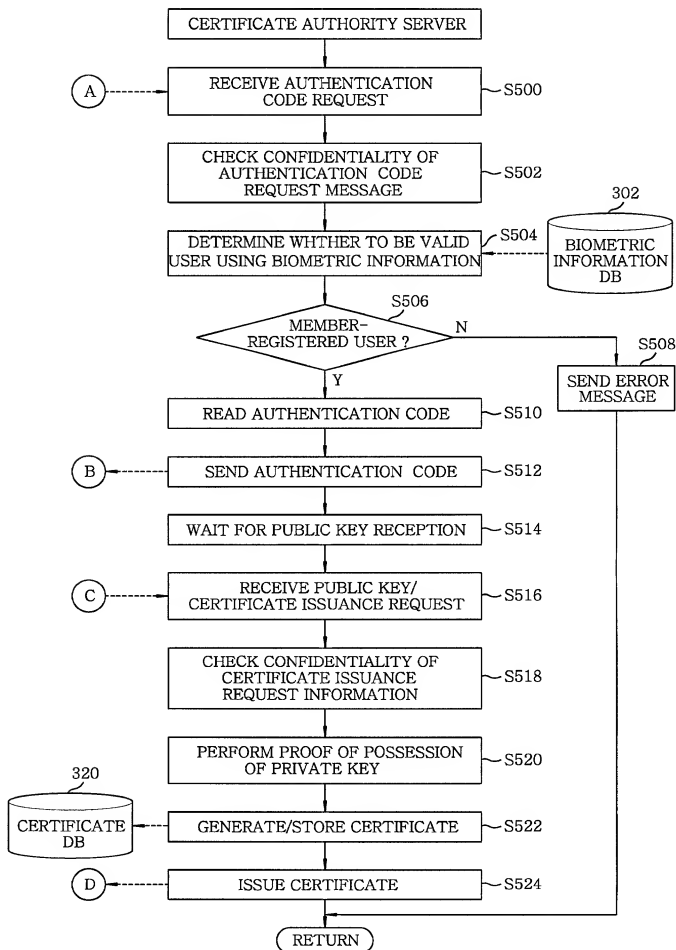 CERTIFICATE AUTHORITY SERVER
A
RECEIVE AUTHENTICATION
CODE REQUEST
S500
CHECK CONFIDENTIALITY OF
AUTHENTICATION CODE
REQUEST MESSAGE
S502
302
DETERMINE WHTHER TO BE VALID
USER USING BIOMETRIC INFORMATION
S504
BIOMETRIC
INFORMATION
DB
S506
MEMBER-
REGISTERED USER ?
N
Y
S508
SEND ERROR
MESSAGE
READ AUTHENTICATION CODE
S510
B
SEND AUTHENTICATION CODE
S512
WAIT FOR PUBLIC KEY RECEPTION
S514
C
RECEIVE PUBLIC KEY/
CERTIFICATE ISSUANCE REQUEST
S516
CHECK CONFIDENTIALITY OF
CERTIFICATE ISSUANCE
REQUEST INFORMATION
S518
PERFORM PROOF OF POSSESSION
OF PRIVATE KEY
S520
320
CERTIFICATE
DB
GENERATE/STORE CERTIFICATE
S522
D
ISSUE CERTIFICATE
S524
RETURN